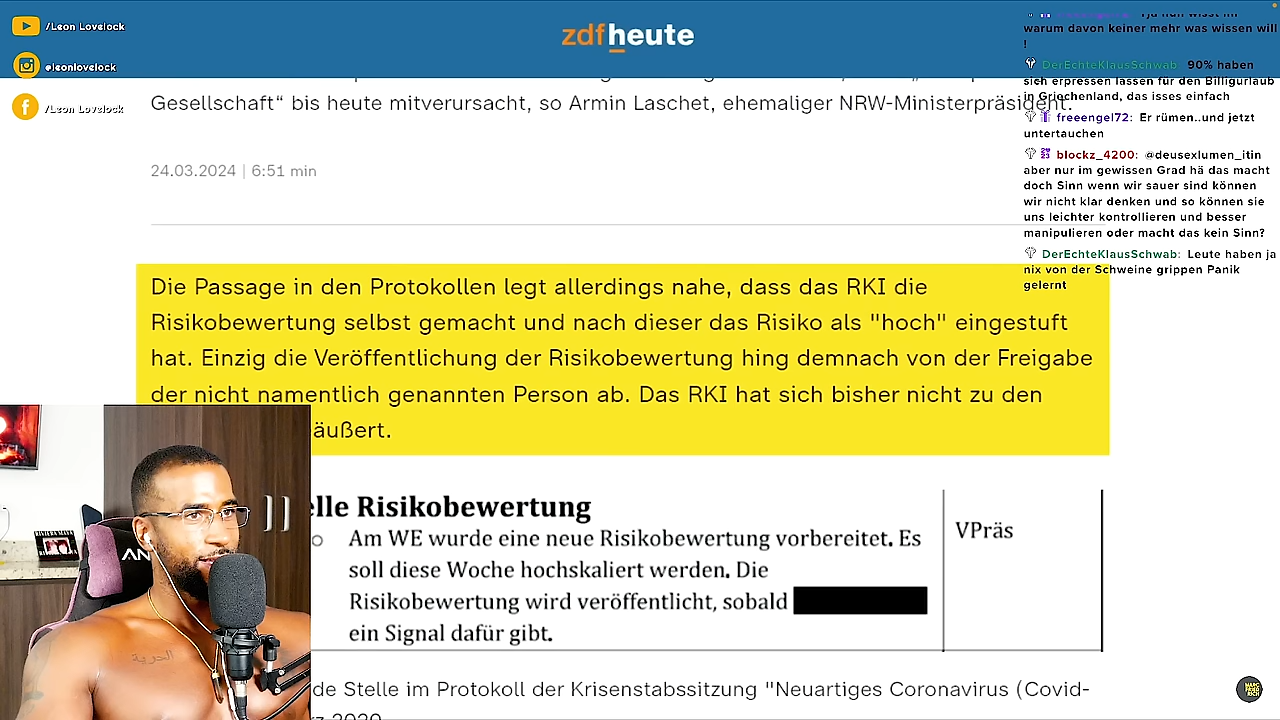 /Leon Lovelock
@leonlovelock
/Leon Lovelock
zdfheute
Gesellschaft“ bis heute mitverursacht, so Armin Laschet, ehemaliger NRW-Ministerpräsident.
24.03.2024 | 6:51 min
Die Passage in den Protokollen legt allerdings nahe, dass das RKI die
Risikobewertung selbst gemacht und nach dieser das Risiko als "hoch" eingestuft
hat. Einzig die Veröffentlichung der Risikobewertung hing demnach von der Freigabe
der nicht namentlich genannten Person ab. Das RKI hat sich bisher nicht zu den
äußert.
elle Risikobewertung
Am WE wurde eine neue Risikobewertung vorbereitet. Es
soll diese Woche hochskaliert werden. Die
Risikobewertung wird veröffentlicht, sobald
ein Signal dafür gibt.
VPräs
de Stelle im Protokoll der Krisenstabssitzung "Neuartiges Coronavirus (Covid-
warum davon keiner mehr was wissen will
!
DerEchteKlausSchwab: 90% haben
sich erpressen lassen für den Billigurlaub
in Griechenland, das isses einfach
freeengel72: Er rümen..und jetzt
untertauchen
blockz_4200: @deusexlumen_itin
aber nur im gewissen Grad hä das macht
doch Sinn wenn wir sauer sind können
wir nicht klar denken und so können sie
uns leichter kontrollieren und besser
manipulieren oder macht das kein Sinn?
DerEchteKlausSchwab: Leute haben ja
nix von der Schweine grippen Panik
gelernt
AN
الحرية
MARC
FRIED
RICH